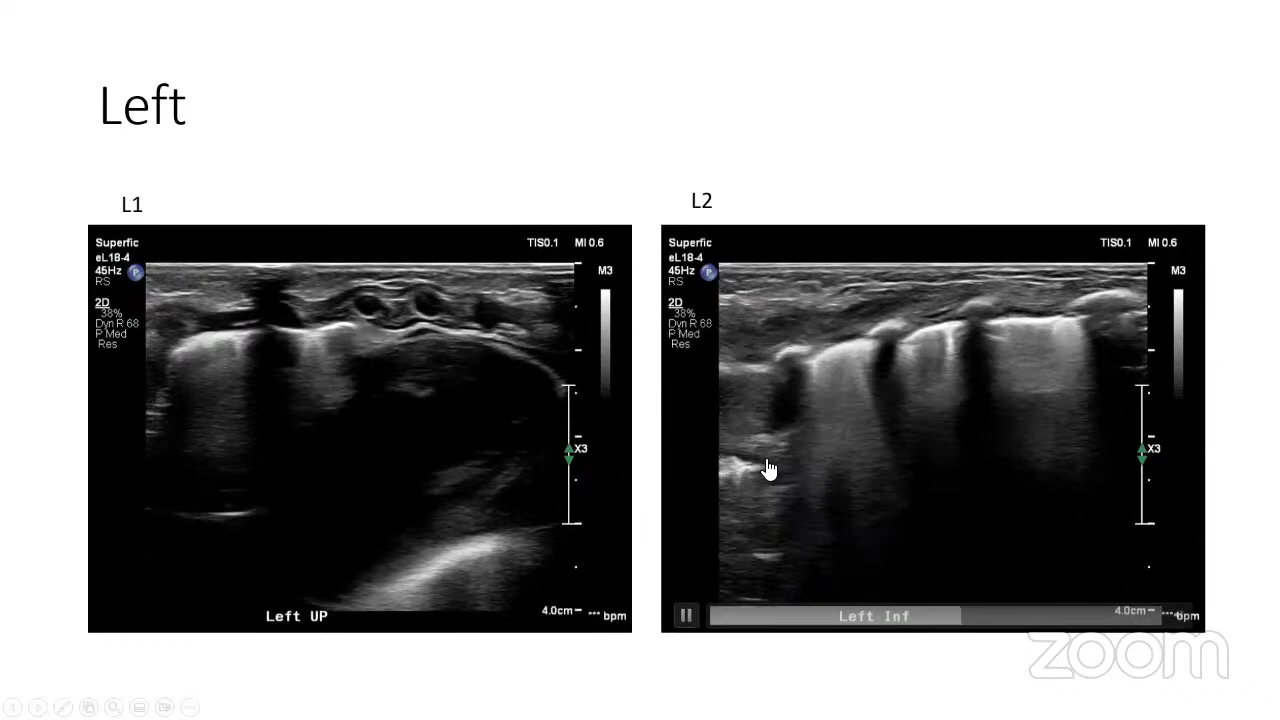 Left
L1
L2
Superfic
TIS0.1 MI 0.6
eL18-4
45Hz
RS
P
M3
2D
38%
Dyn R 68
P Med
Res
X3
4.0cm
*** bpm
Left UP
Superfic
TIS0.1 MI 0.6
eL18-4
45Hz
RS
P
M3
2D
38%
Dyn R 68
P Med
Res
X3
4.0cm
***bpm
Left Inf
zoom